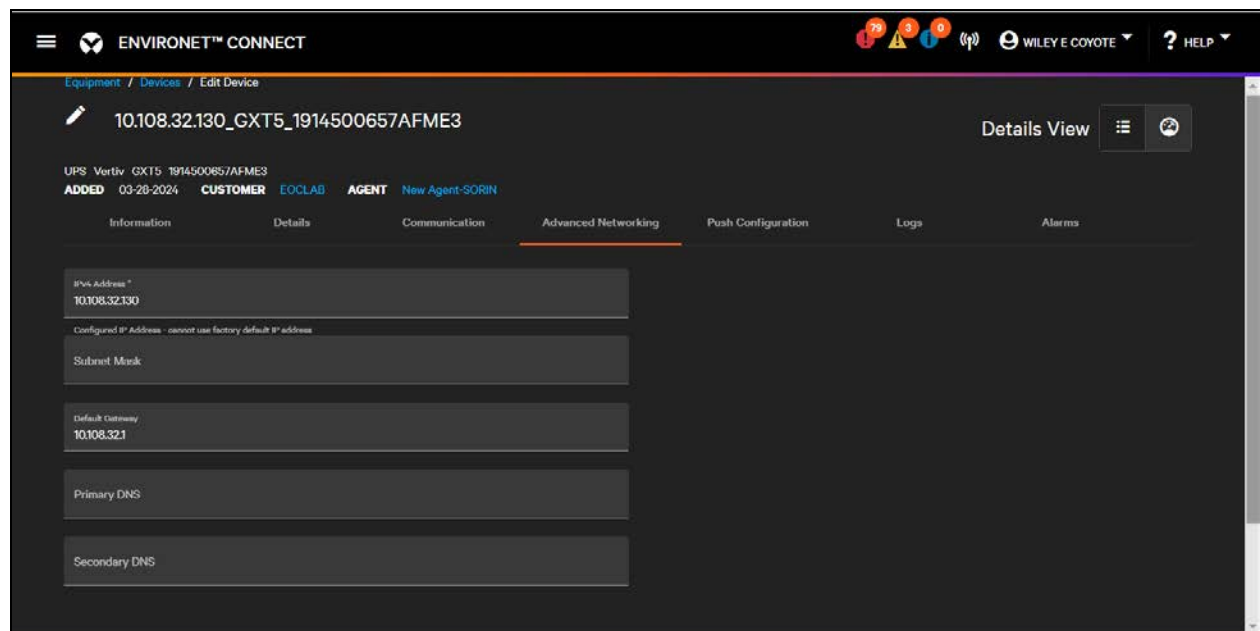 ENVIRONET™ CONNECT 79 3 0 WILEY E COYOTE ? HELP
Equipment / Devices / Edit Device
10.108.32.130_GXT5_1914500657AFME3 Details View
UPS Vertiv GXT5 1914500657AFME3
ADDED 03-28-2024 CUSTOMER EOCLAB AGENT New Agent-SORIN
Information Details Communication Advanced Networking Push Configuration Logs Alarms
IPv4 Address *
10.108.32.130
Configured IP Address - cannot use factory default IP address
Subnet Mask
Default Gateway
10.108.32.1
Primary DNS
Secondary DNS